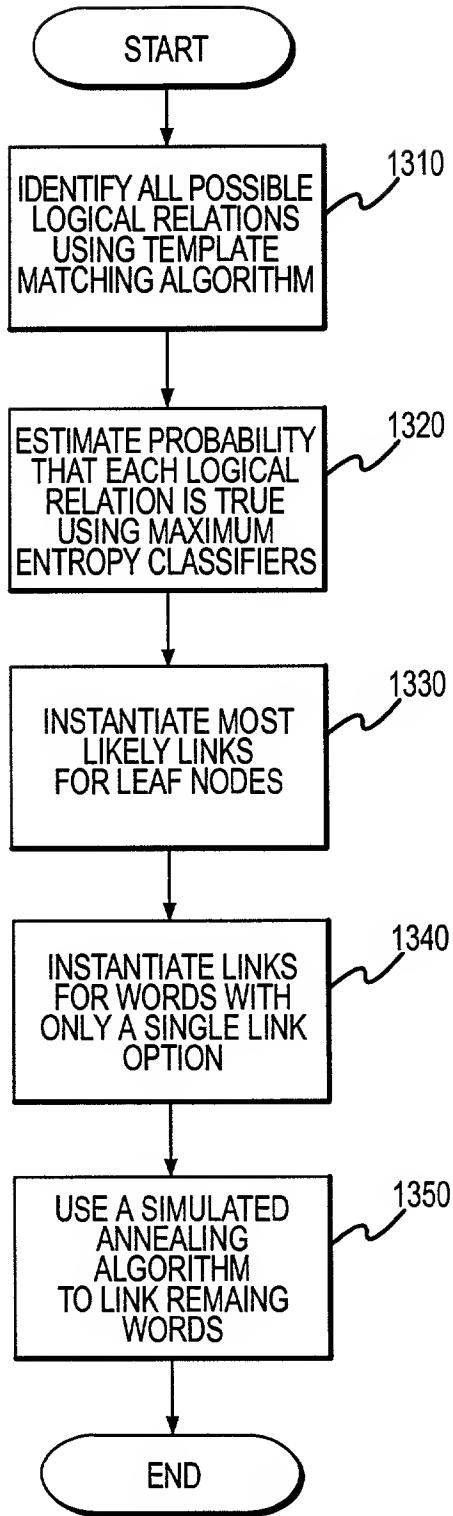 START
1310
IDENTIFY ALL POSSIBLE
LOGICAL RELATIONS
USING TEMPLATE
MATCHING ALGORITHM
1320
ESTIMATE PROBABILITY
THAT EACH LOGICAL
RELATION IS TRUE
USING MAXIMUM
ENTROPY CLASSIFIERS
1330
INSTANTIATE MOST
LIKELY LINKS
FOR LEAF NODES
1340
INSTANTIATE LINKS
FOR WORDS WITH
ONLY A SINGLE LINK
OPTION
1350
USE A SIMULATED
ANNEALING
ALGORITHM
TO LINK REMAING
WORDS
END